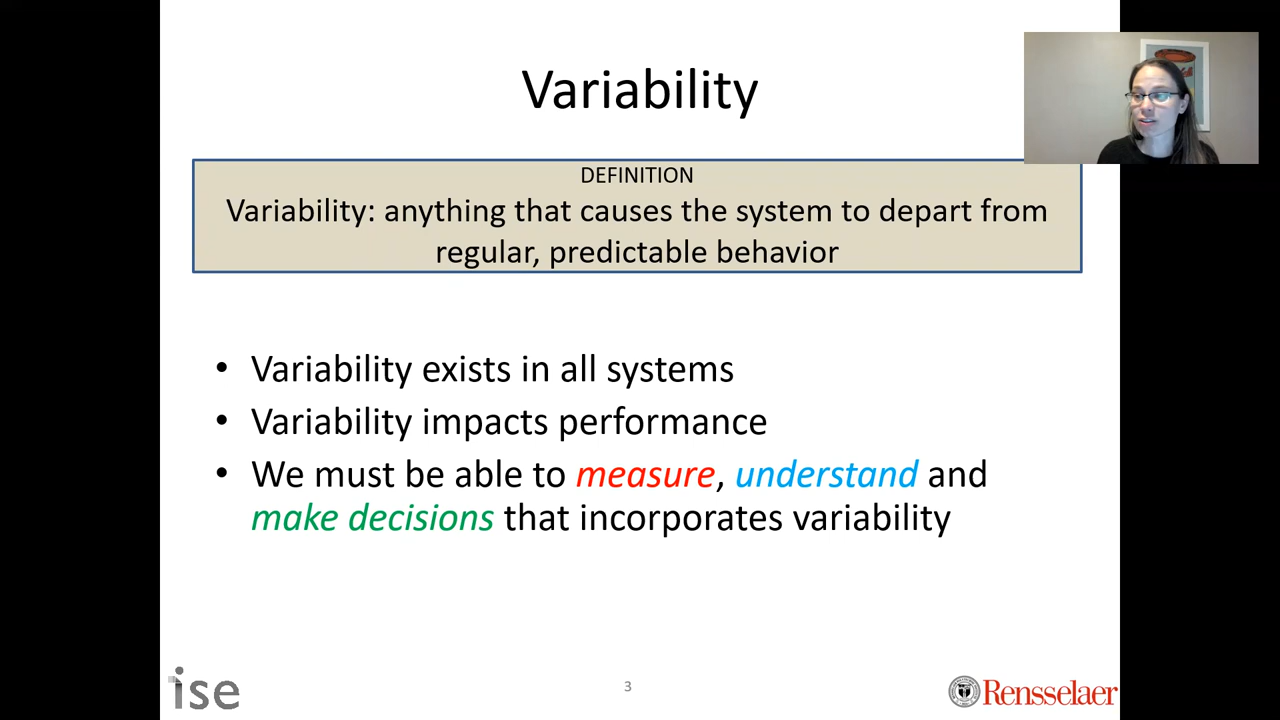 Variability
DEFINITION
Variability: anything that causes the system to depart from
regular, predictable behavior
• Variability exists in all systems
• Variability impacts performance
• We must be able to measure, understand and
make decisions that incorporates variability
ise
3
Rensselaer